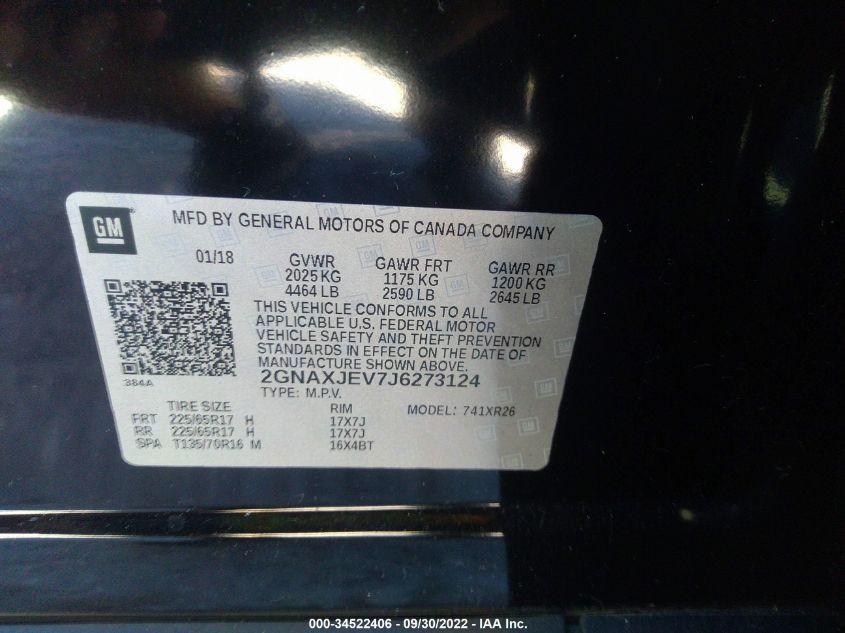 GM
MFD BY GENERAL MOTORS OF CANADA COMPANY
01/18 GVWR GAWR FRT GAWR RR
2025 KG 1175 KG 1200 KG
4464 LB 2590 LB 2645 LB
THIS VEHICLE CONFORMS TO ALL
APPLICABLE U.S. FEDERAL MOTOR
VEHICLE SAFETY AND THEFT PREVENTION
STANDARDS IN EFFECT ON THE DATE OF
MANUFACTURE SHOWN ABOVE.
384A 2GNAXJEV7J6273124
TYPE: M.P.V.
TIRE SIZE RIM MODEL: 741XR26
FRT 225/65R17 H 17X7J
RR 225/65R17 H 17X7J
SPA T135/70R16 M 16X4BT
000-34522406 - 09/30/2022 - IAA Inc.